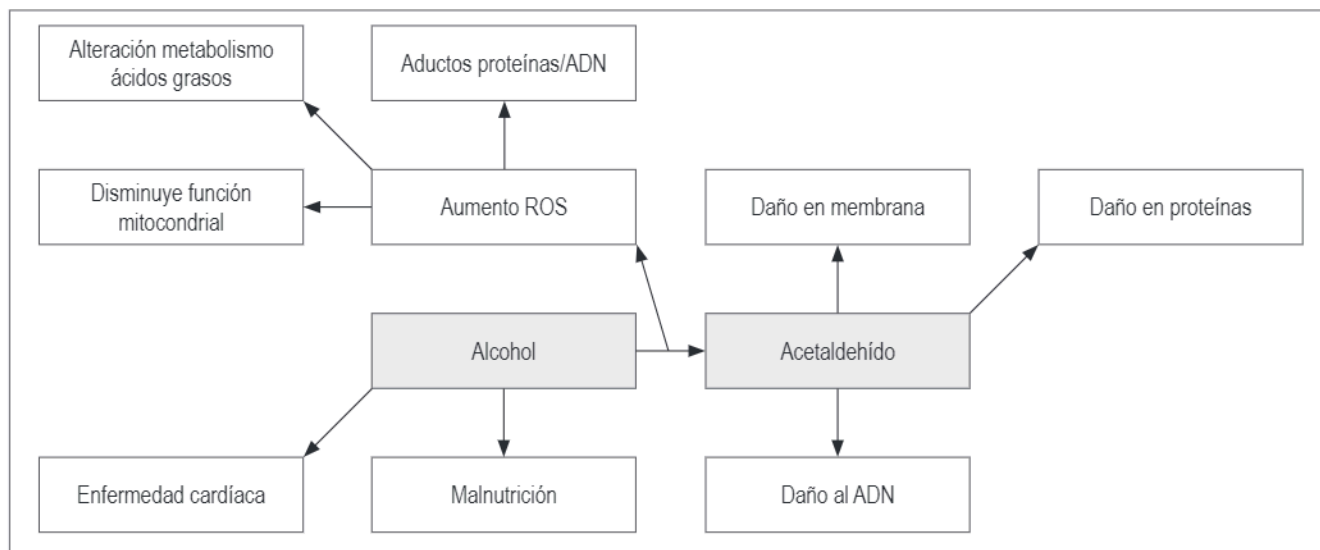 Alteración metabolismo
ácidos grasos
Aductos proteínas/ADN
Disminuye función
mitocondrial
Aumento ROS
Daño en membrana
Daño en proteínas
Alcohol
Acetaldehído
Enfermedad cardíaca
Malnutrición
Daño al ADN